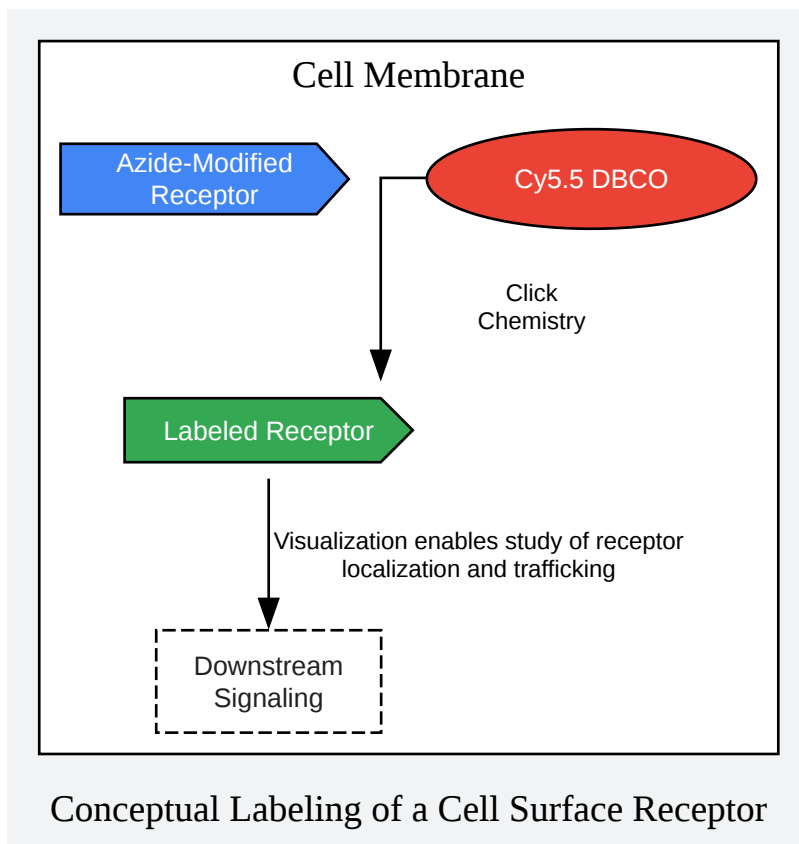 Cell Membrane
Azide-Modified
Receptor
Cy5.5 DBCO
Click
Chemistry
Labeled Receptor
Visualization enables study of receptor
localization and trafficking
Downstream
Signaling
Conceptual Labeling of a Cell Surface Receptor